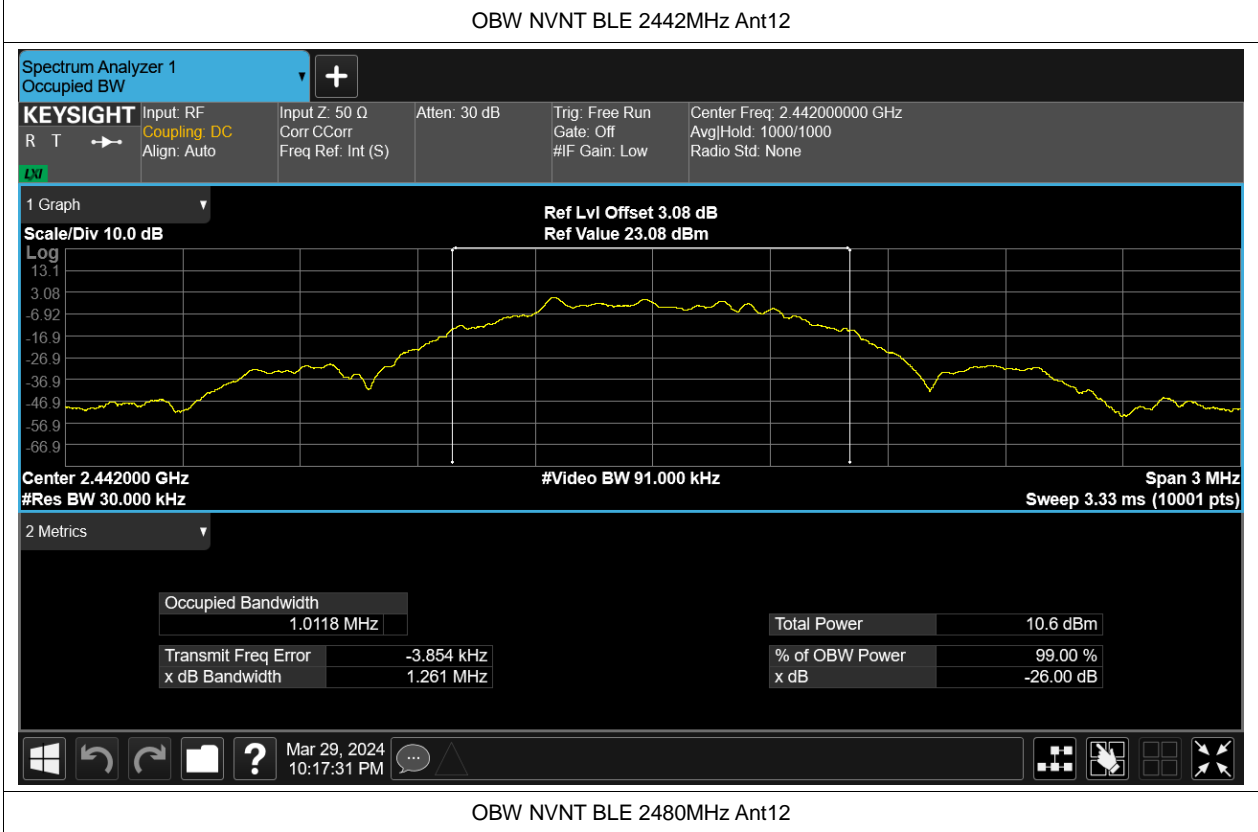 OBW NVNT BLE 2442MHz Ant12
Spectrum Analyzer 1
Occupied BW
KEYSIGHT
R T
LXI
Input: RF
Coupling: DC
Align: Auto
Input Z: 50 Ω
Corr CCorr
Freq Ref: Int (S)
Atten: 30 dB
Trig: Free Run
Gate: Off
#IF Gain: Low
Center Freq: 2.442000000 GHz
Avg|Hold: 1000/1000
Radio Std: None
1 Graph
Scale/Div 10.0 dB
Ref Lvl Offset 3.08 dB
Ref Value 23.08 dBm
Log
13.1
3.08
-6.92
-16.9
-26.9
-36.9
-46.9
-56.9
-66.9
Center 2.442000 GHz
#Res BW 30.000 kHz
#Video BW 91.000 kHz
Span 3 MHz
Sweep 3.33 ms (10001 pts)
2 Metrics
Occupied Bandwidth
1.0118 MHz
Transmit Freq Error -3.854 kHz
x dB Bandwidth 1.261 MHz
Total Power 10.6 dBm
% of OBW Power 99.00 %
x dB -26.00 dB
?
Mar 29, 2024
10:17:31 PM
OBW NVNT BLE 2480MHz Ant12